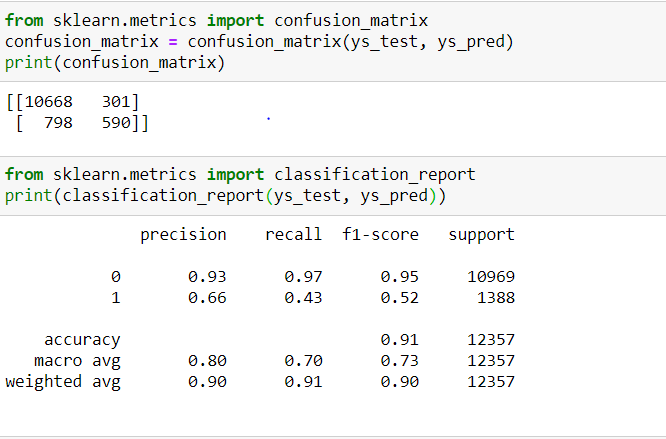 from sklearn.metrics import confusion_matrix
confusion_matrix = confusion_matrix(ys_test, ys_pred)
print(confusion_matrix)
[[10668   301]
 [  798   590]]
from sklearn.metrics import classification_report
print(classification_report(ys_test, ys_pred))
              precision    recall  f1-score   support
           0       0.93      0.97      0.95     10969
           1       0.66      0.43      0.52      1388
    accuracy                           0.91     12357
   macro avg       0.80      0.70      0.73     12357
weighted avg       0.90      0.91      0.90     12357